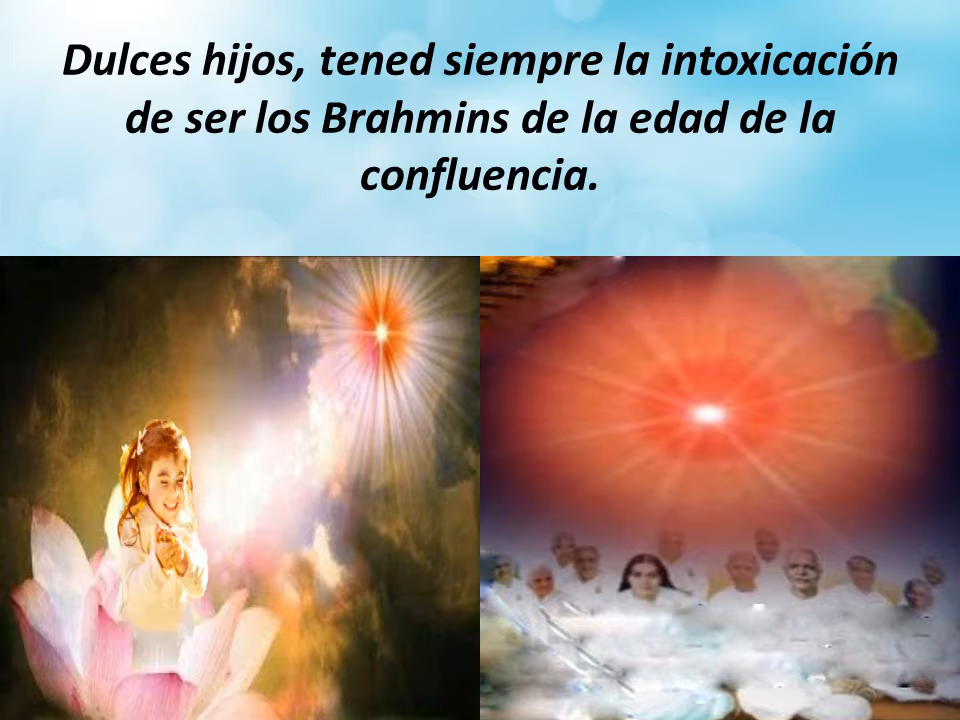 Dulces hijos, tened siempre la intoxicación
de ser los Brahmins de la edad de la
confluencia.